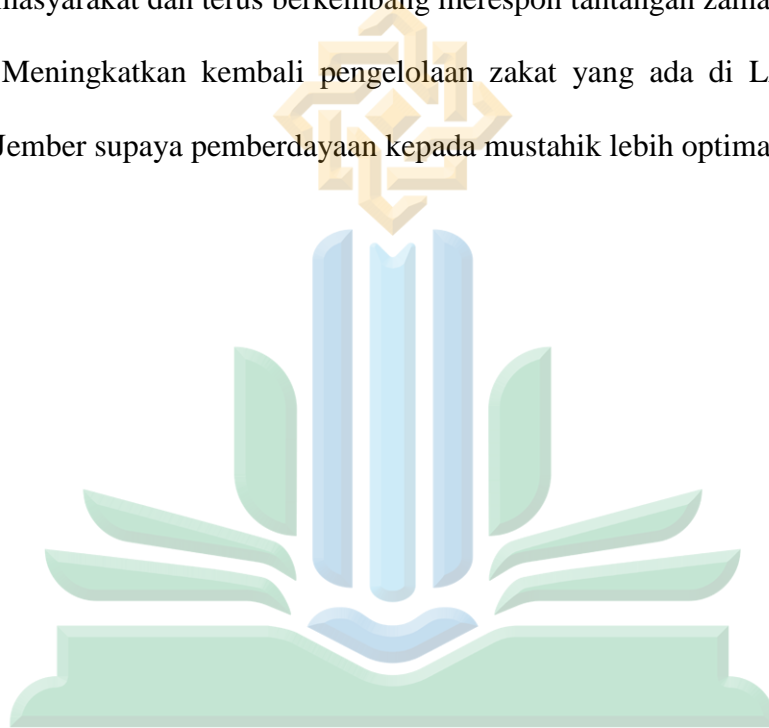 masyarakat dan terus berkembang merespon tantangan zama
Meningkatkan kembali pengelolaan zakat yang ada di L
Jember supaya pemberdayaan kepada mustahik lebih optima